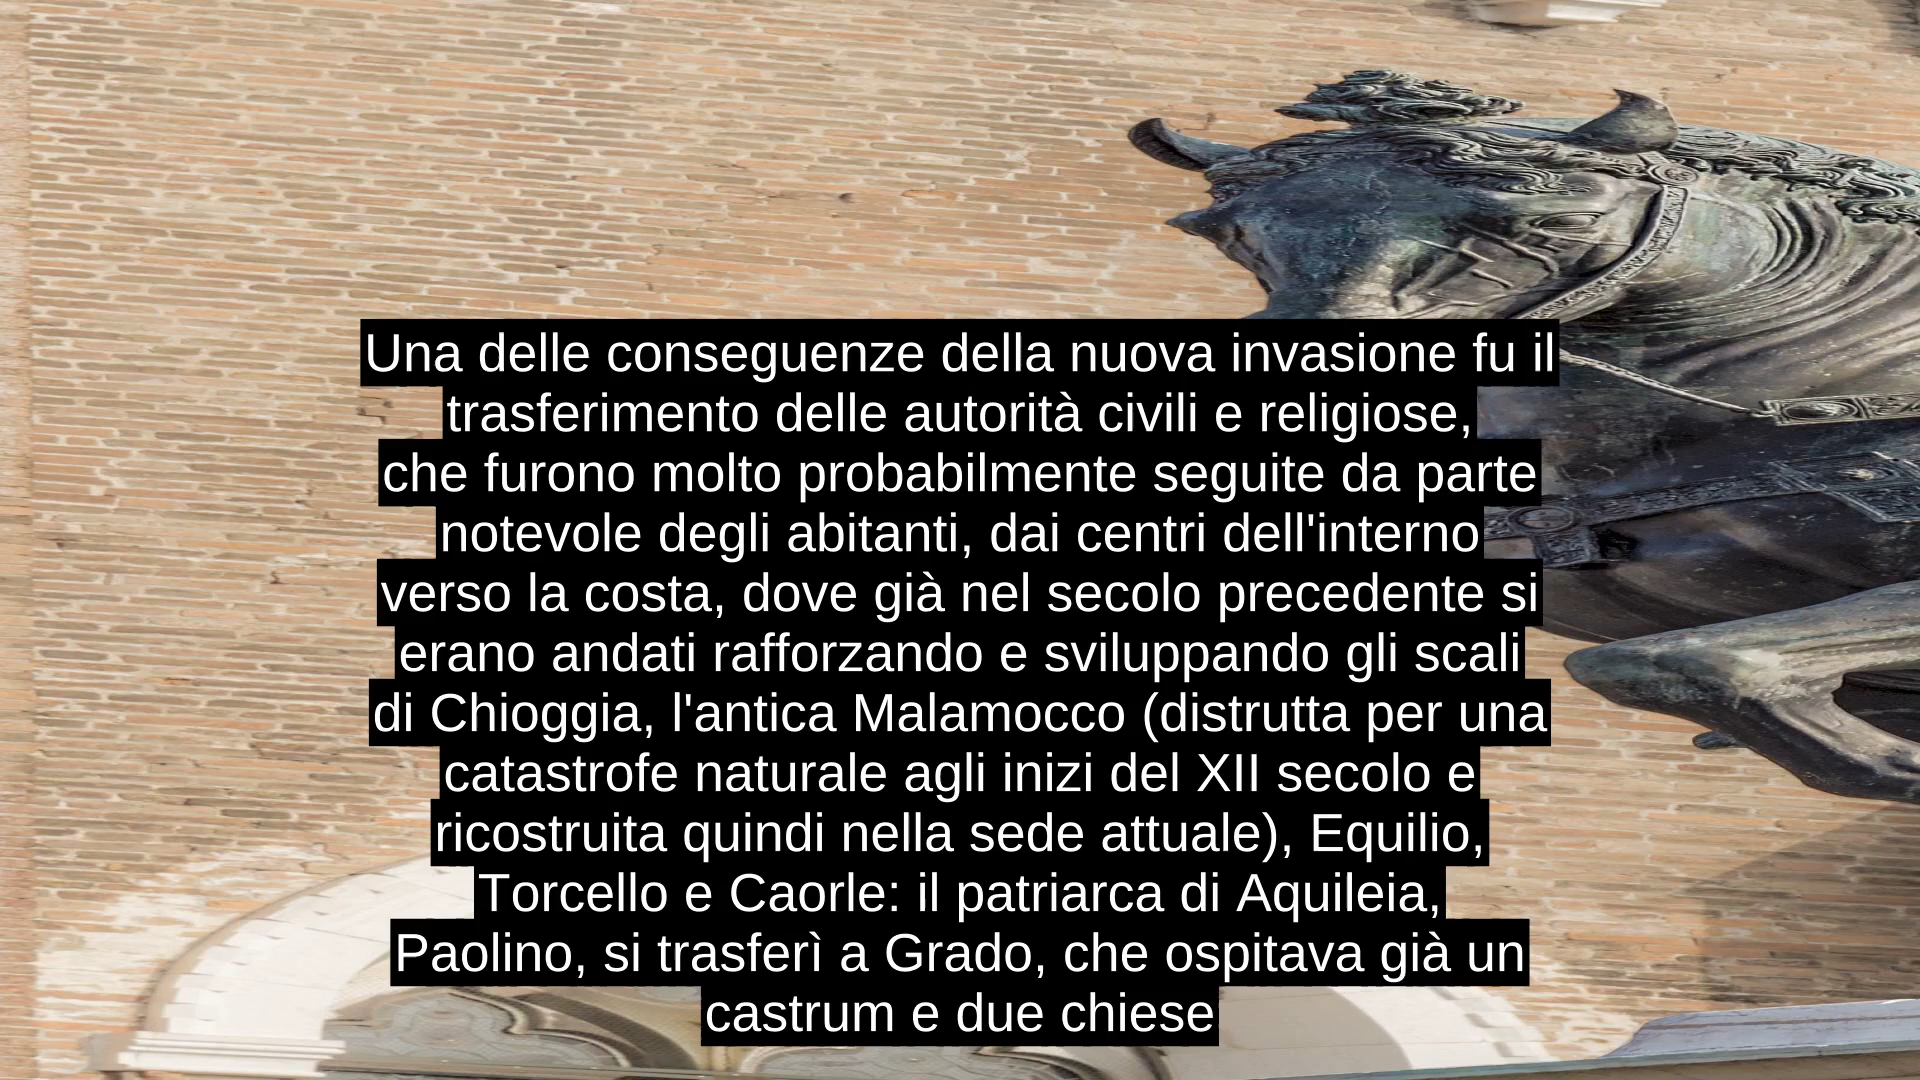 Una delle conseguenze della nuova invasione fu il
trasferimento delle autorità civili e religiose,
che furono molto probabilmente seguite da parte
notevole degli abitanti, dai centri dell'interno
verso la costa, dove già nel secolo precedente si
erano andati rafforzando e sviluppando gli scali
di Chioggia, l'antica Malamocco (distrutta per una
catastrofe naturale agli inizi del XII secolo e
ricostruita quindi nella sede attuale), Equilio,
Torcello e Caorle: il patriarca di Aquileia,
Paolino, si trasferì a Grado, che ospitava già un
castrum e due chiese